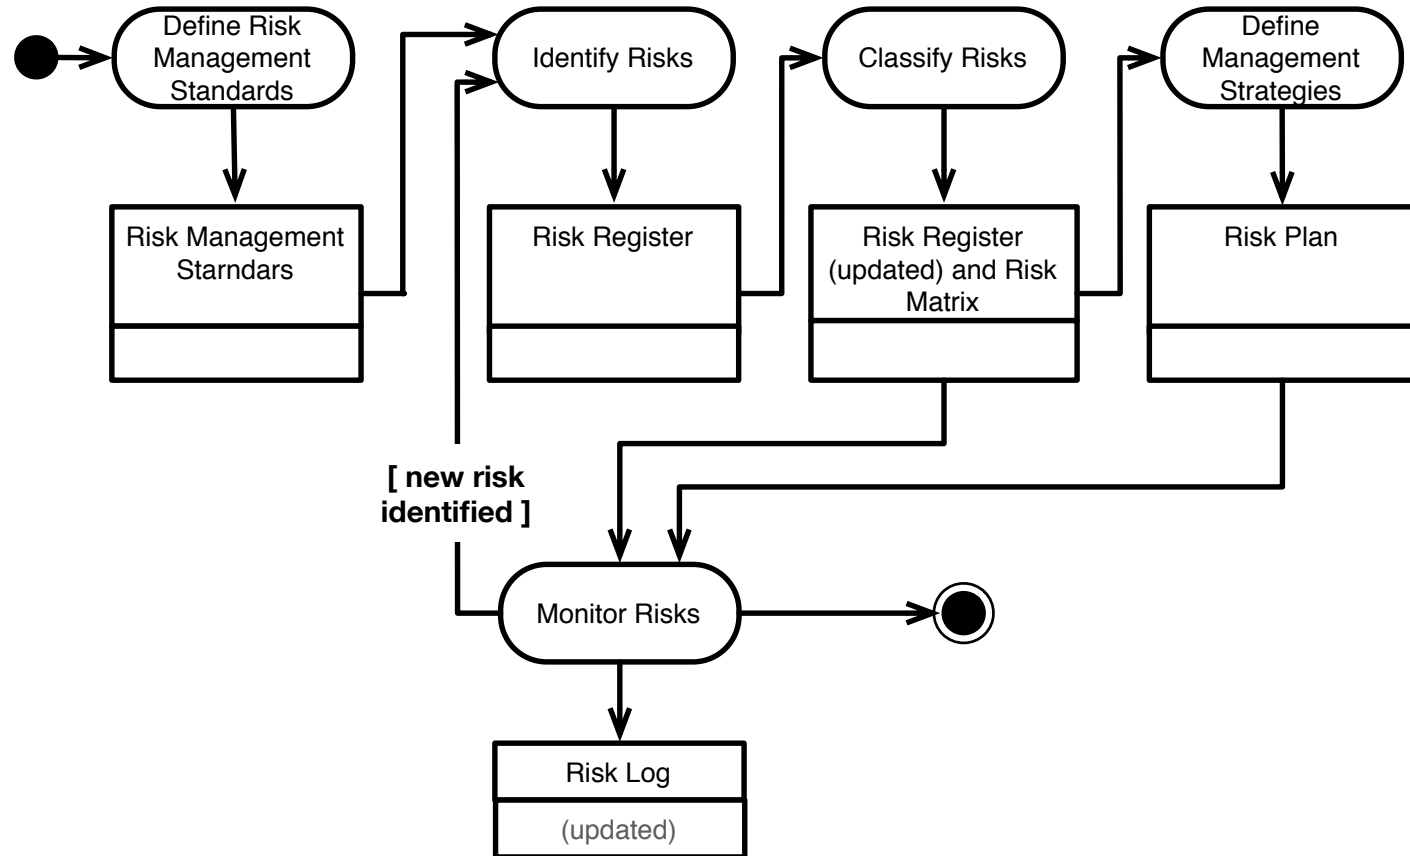 Define Risk
Management
Standards
Identify Risks
Classify Risks
Define
Management
Strategies
Risk Management
Starndars
Risk Register
Risk Register
(updated) and Risk
Matrix
Risk Plan
[ new risk
identified ]
Monitor Risks
Risk Log
(updated)